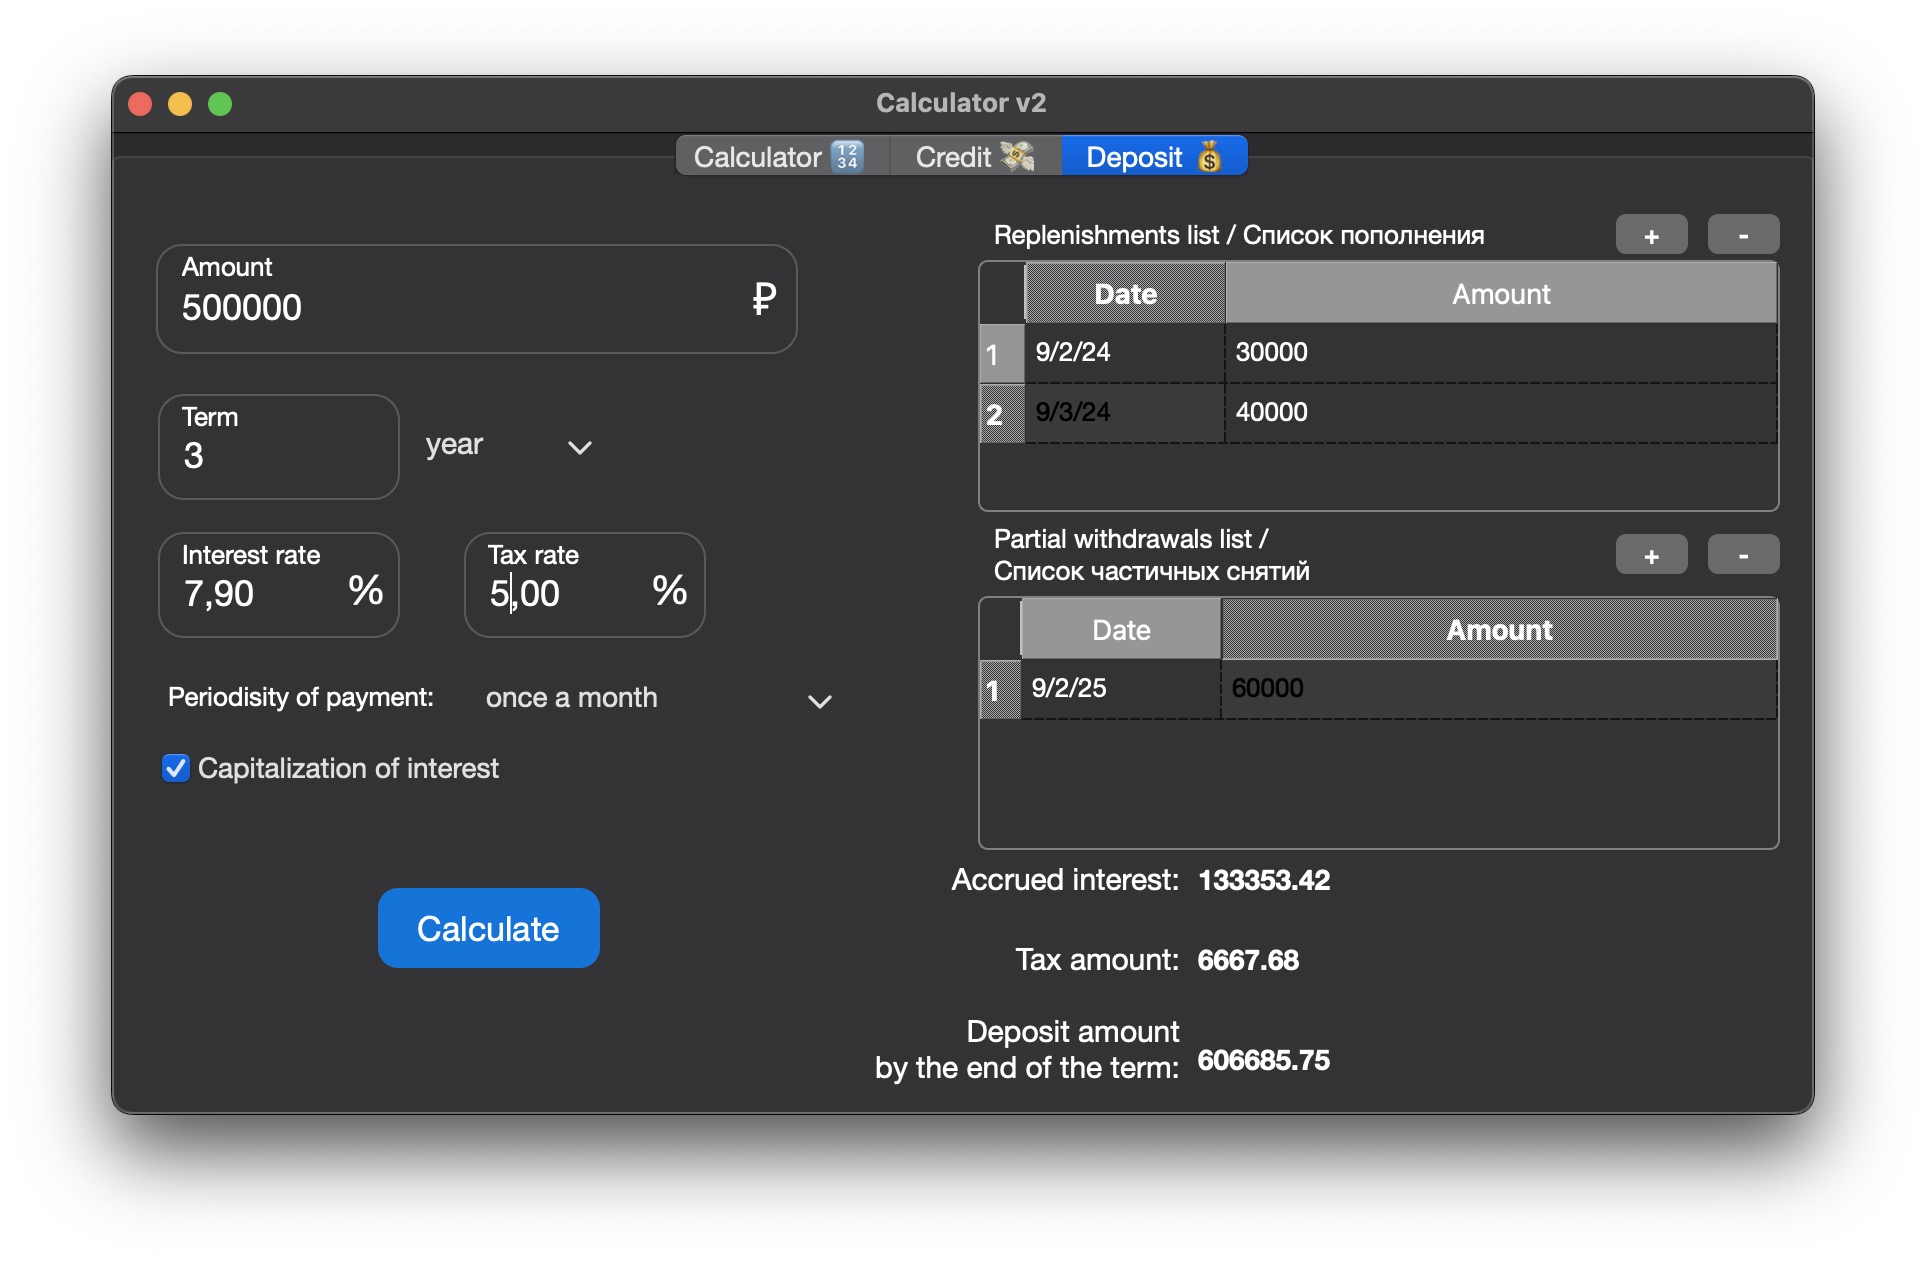 Calculator v2
Calculator 🔢 Credit 💸 Deposit 💰
Amount
500000 ₽
Term
3
year
Interest rate
7,90 %
Tax rate
5,00 %
Periodisity of payment: once a month
Capitalization of interest
Calculate
Replenishments list / Список пополнения + -
Date Amount
1 9/2/24 30000
2 9/3/24 40000
Partial withdrawals list /
Список частичных снятий + -
Date Amount
1 9/2/25 60000
Accrued interest: 133353.42
Tax amount: 6667.68
Deposit amount
by the end of the term: 606685.75